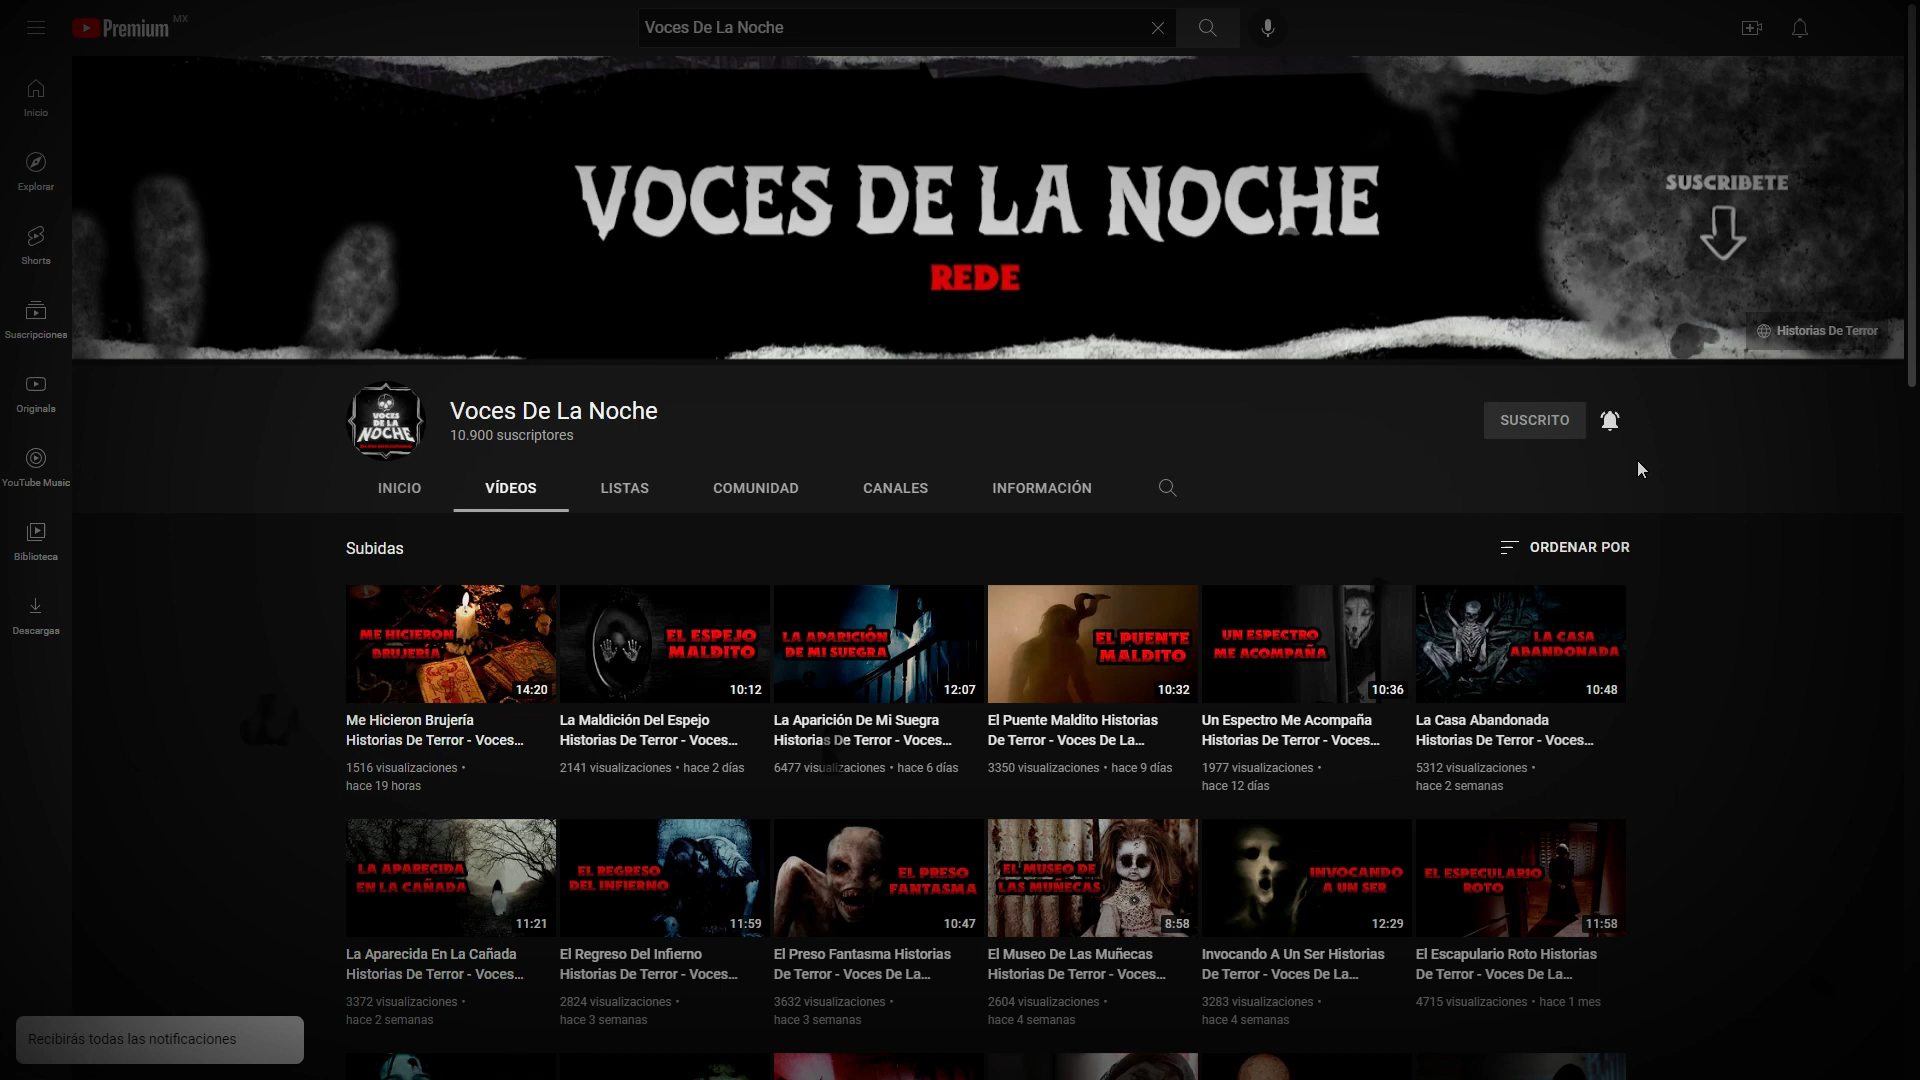 Premium MX
Voces De La Noche
Inicio
Explorar
Shorts
Suscripciones
Originals
YouTube Music
Biblioteca
Descargas
VOCES DE LA NOCHE
REDE
SUSCRIBETE
Historias De Terror
VOCES
DE LA
NOCHE
Voces De La Noche
10.900 suscriptores
SUSCRITO
INICIO VÍDEOS LISTAS COMUNIDAD CANALES INFORMACIÓN
Subidas
ORDENAR POR
ME HICIERON
BRUJERÍA
14:20
Me Hicieron Brujería
Historias De Terror - Voces...
1516 visualizaciones •
hace 19 horas
EL ESPEJO
MALDITO
10:12
La Maldición Del Espejo
Historias De Terror - Voces...
2141 visualizaciones • hace 2 días
LA APARICIÓN
DE MI SUEGRA
12:07
La Aparición De Mi Suegra
Historias De Terror - Voces...
6477 visualizaciones • hace 6 días
EL PUENTE
MALDITO
10:32
El Puente Maldito Historias
De Terror - Voces De La...
3350 visualizaciones • hace 9 días
UN ESPECTRO
ME ACOMPAÑA
10:36
Un Espectro Me Acompaña
Historias De Terror - Voces...
1977 visualizaciones •
hace 12 días
LA CASA
ABANDONADA
10:48
La Casa Abandonada
Historias De Terror - Voces...
5312 visualizaciones •
hace 2 semanas
LA APARECIDA
EN LA CAÑADA
11:21
La Aparecida En La Cañada
Historias De Terror - Voces...
3372 visualizaciones •
hace 2 semanas
EL REGRESO
DEL INFIERNO
11:59
El Regreso Del Infierno
Historias De Terror - Voces...
2824 visualizaciones •
hace 3 semanas
EL PRESO
FANTASMA
10:47
El Preso Fantasma Historias
De Terror - Voces De La...
3632 visualizaciones •
hace 3 semanas
EL MUSEO DE
LAS MUÑECAS
8:58
El Museo De Las Muñecas
Historias De Terror - Voces...
2604 visualizaciones •
hace 4 semanas
INVOCANDO
A UN SER
12:29
Invocando A Un Ser Historias
De Terror - Voces De La...
3283 visualizaciones •
hace 4 semanas
EL ESPECULARIO
ROTO
11:58
El Escapulario Roto Historias
De Terror - Voces De La...
4715 visualizaciones • hace 1 mes
Recibirás todas las notificaciones